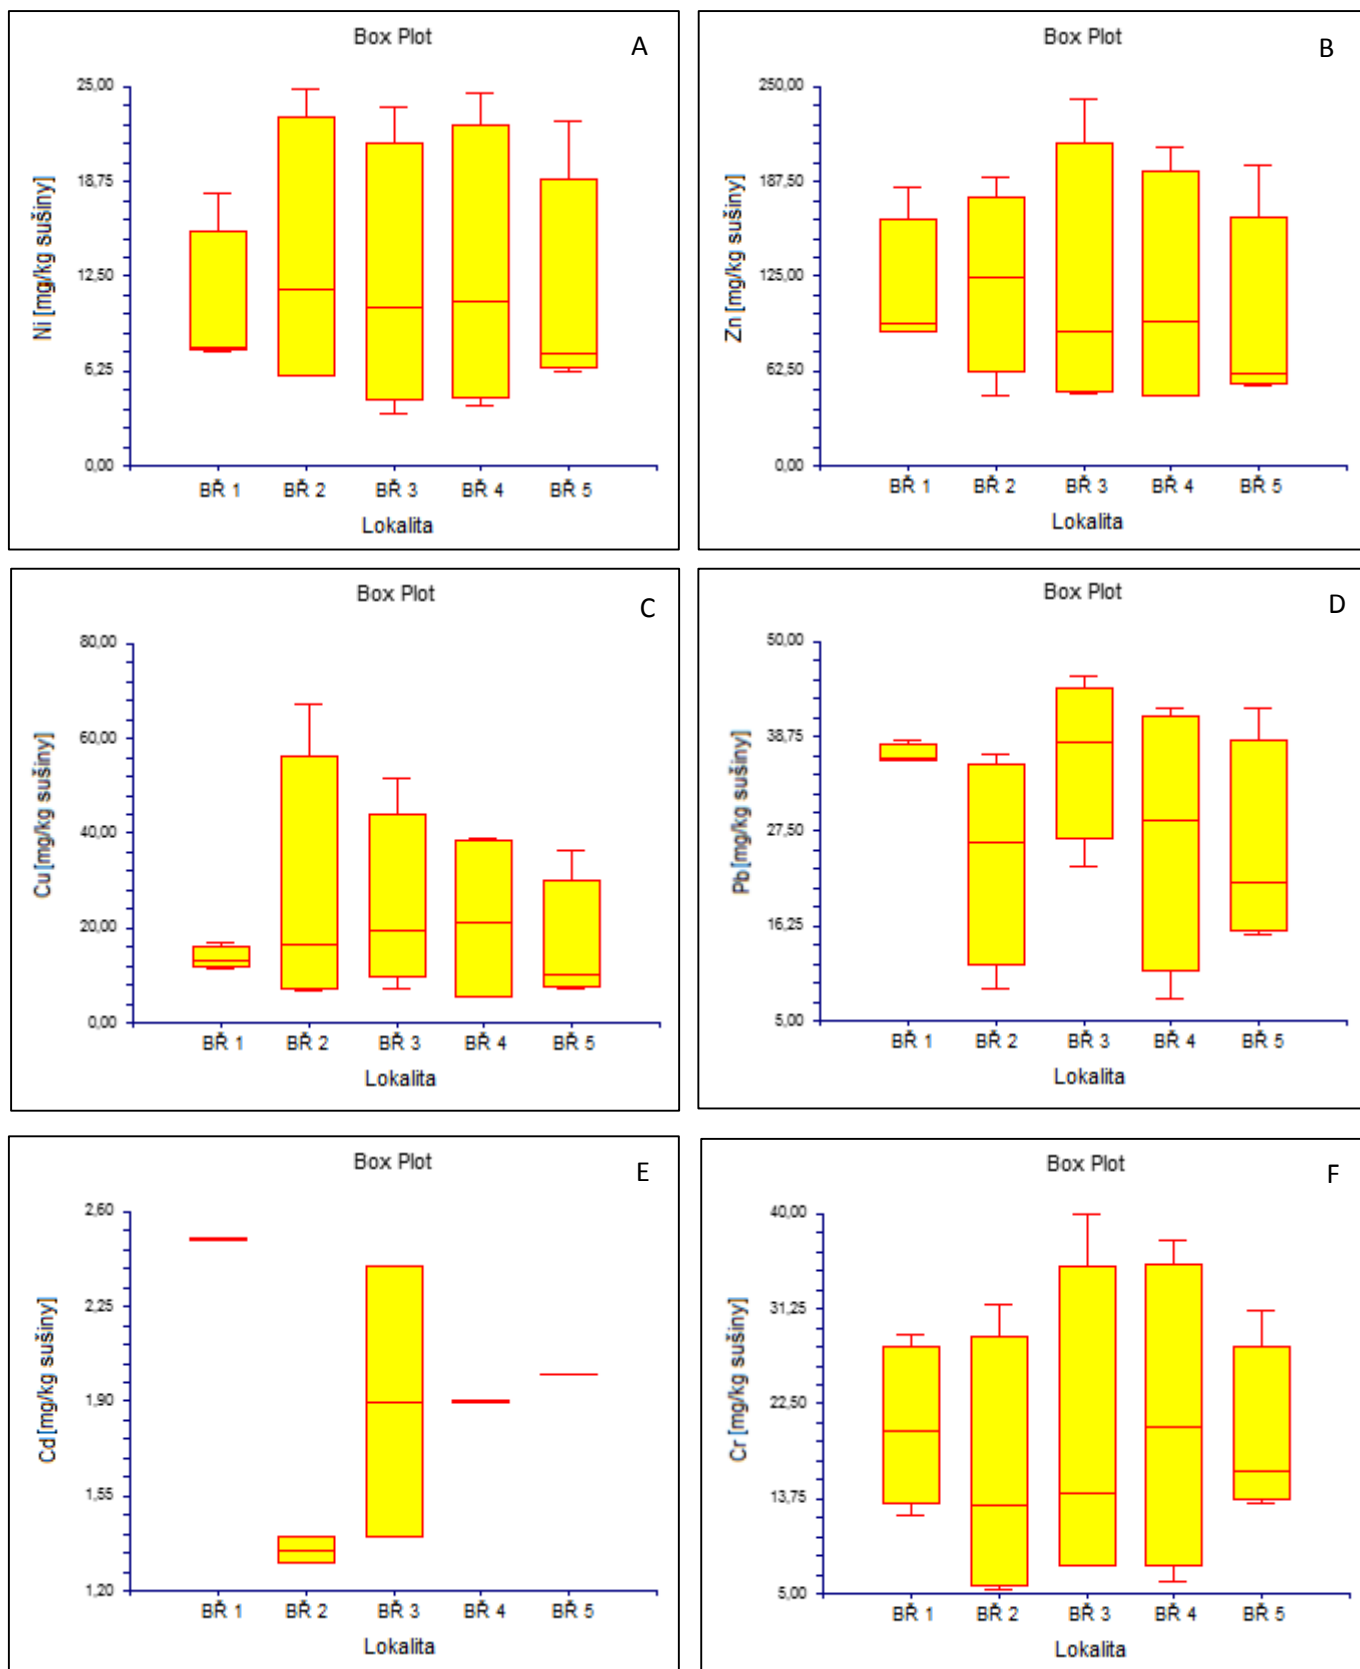 Box Plot
A
25,00
18,75
12,50
6,25
0,00
Ni [mg/kg sušiny]
BŘ 1 BŘ 2 BŘ 3 BŘ 4 BŘ 5
Lokalita
Box Plot
B
250,00
187,50
125,00
62,50
0,00
Zn [mg/kg sušiny]
BŘ 1 BŘ 2 BŘ 3 BŘ 4 BŘ 5
Lokalita
Box Plot
C
80,00
60,00
40,00
20,00
0,00
Cu [mg/kg sušiny]
BŘ 1 BŘ 2 BŘ 3 BŘ 4 BŘ 5
Lokalita
Box Plot
D
50,00
38,75
27,50
16,25
5,00
Pb [mg/kg sušiny]
BŘ 1 BŘ 2 BŘ 3 BŘ 4 BŘ 5
Lokalita
Box Plot
E
2,60
2,25
1,90
1,55
1,20
Cd [mg/kg sušiny]
BŘ 1 BŘ 2 BŘ 3 BŘ 4 BŘ 5
Lokalita
Box Plot
F
40,00
31,25
22,50
13,75
5,00
Cr [mg/kg sušiny]
BŘ 1 BŘ 2 BŘ 3 BŘ 4 BŘ 5
Lokalita